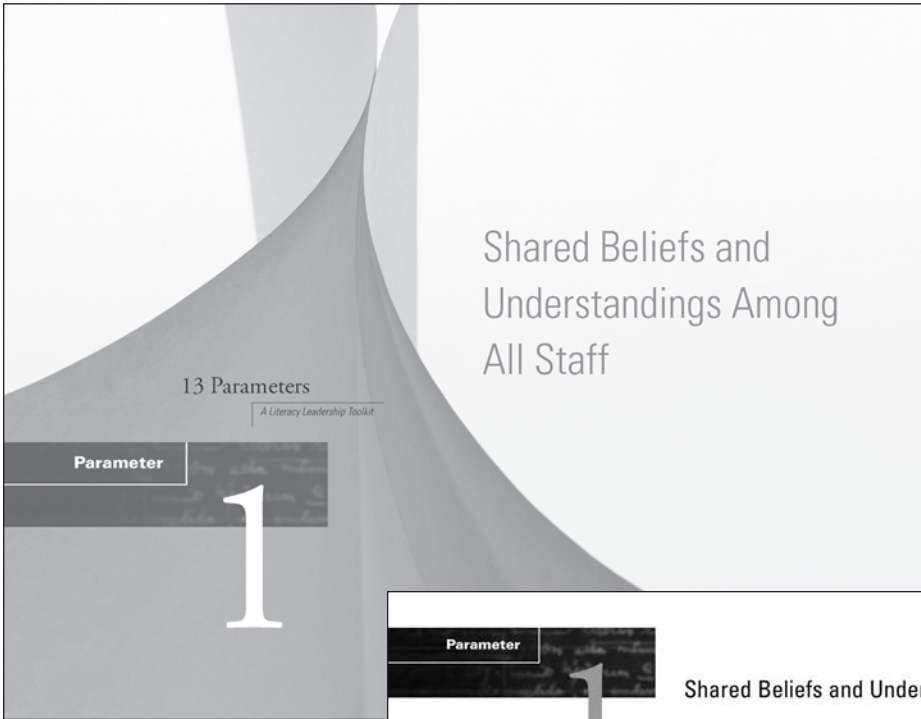 Shared Beliefs and
Understandings Among
All Staff
13 Parameters
A Literacy Leadership Toolkit
Parameter
1
Parameter
1
Shared Beliefs and Under